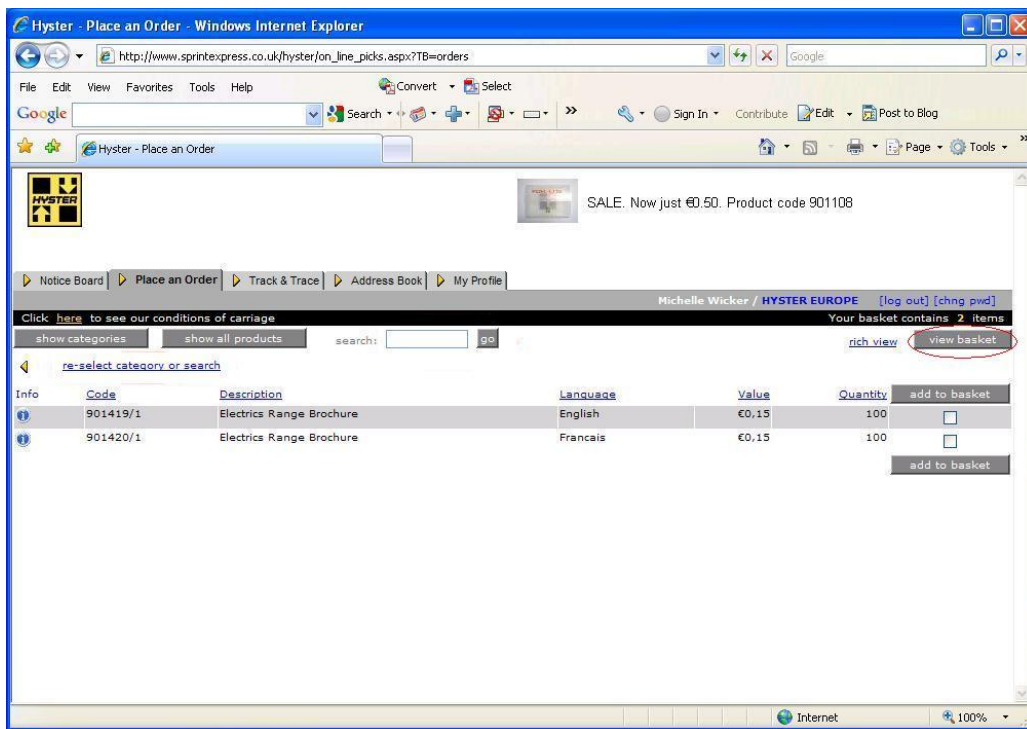 Hyster - Place an Order - Windows Internet Explorer
http://www.sprintexpress.co.uk/hyster/on_line_picks.aspx?TB=orders
Google
File Edit View Favorites Tools Help
Convert Select
Google Search » Sign In Contribute Edit Post to Blog
Hyster - Place an Order
Page Tools »
HYSTER
SALE. Now just €0.50. Product code 901108
Notice Board Place an Order Track & Trace Address Book My Profile
Michelle Wicker / HYSTER EUROPE [log out] [chng pwd]
Click here to see our conditions of carriage Your basket contains 2 items
show categories show all products search: go rich view view basket
re-select category or search
Info Code Description Language Value Quantity add to basket
901419/1 Electrics Range Brochure English €0,15 100
901420/1 Electrics Range Brochure Francais €0,15 100
add to basket
Internet 100%